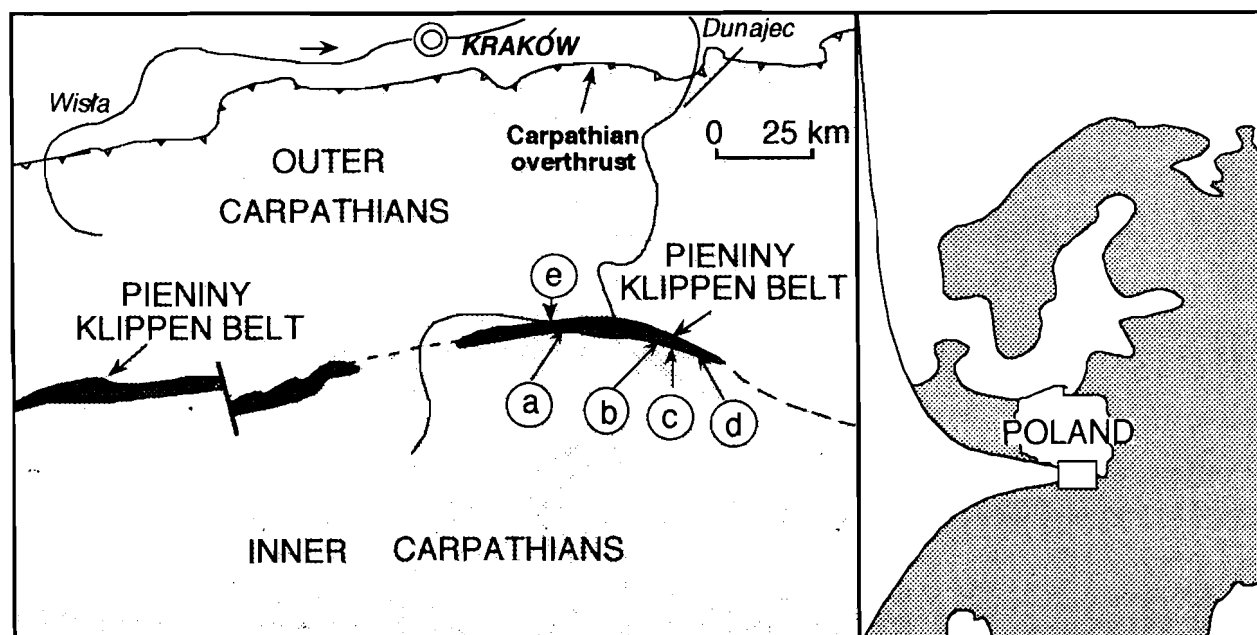 Dunajec
KRAKÓW
Wisła
Carpathian
overthrust
0 25 km
OUTER
CARPATHIANS
PIENINY
KLIPPEN BELT
e
PIENINY
KLIPPEN BELT
a
b
c
d
INNER CARPATHIANS
POLAND